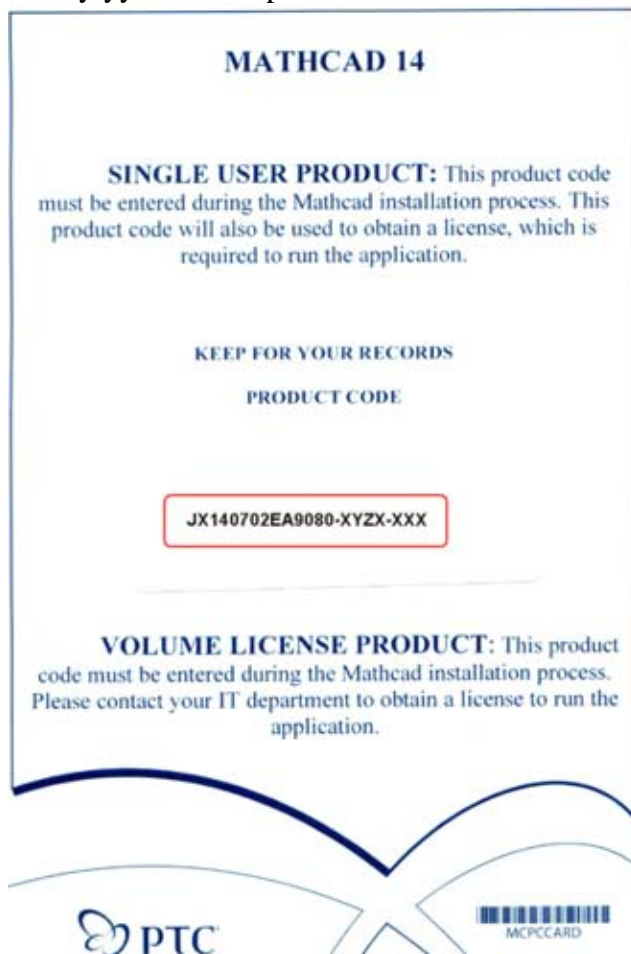 MATHCAD 14
SINGLE USER PRODUCT: This product code
must be entered during the Mathcad installation process. This
product code will also be used to obtain a license, which is
required to run the application.
KEEP FOR YOUR RECORDS
PRODUCT CODE
JX140702EA9080-XYZX-XXX
VOLUME LICENSE PRODUCT: This product
code must be entered during the Mathcad installation process.
Please contact your IT department to obtain a license to run the
application.
PTC
MCPCCARD